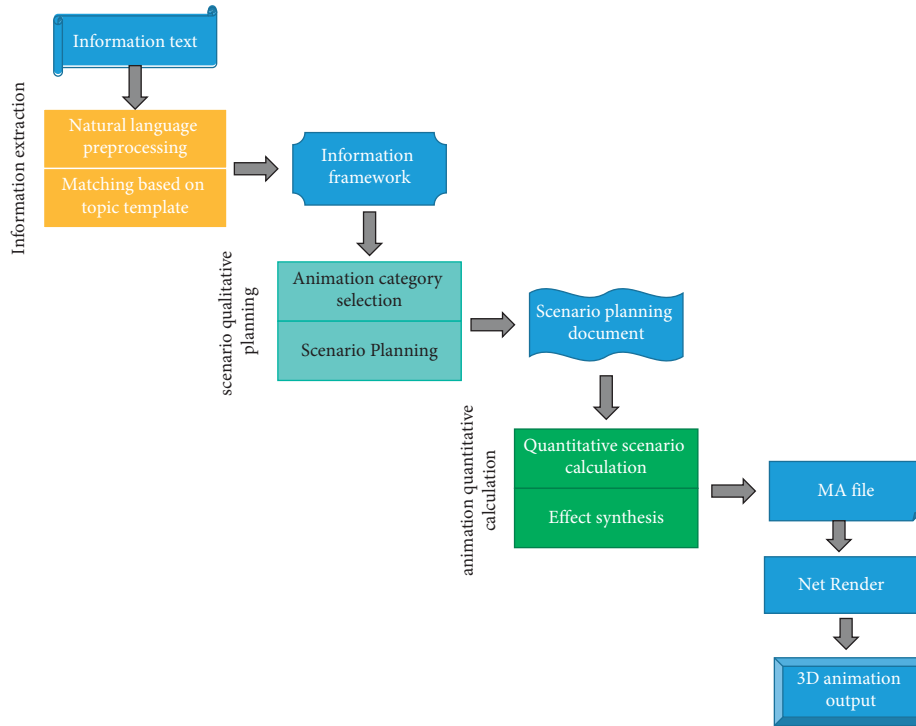 Information text
Information extraction
Natural language
preprocessing
Matching based on
topic template
Information
framework
scenario qualitative
planning
Animation category
selection
Scenario Planning
Scenario planning
document
animation quantitative
calculation
Quantitative scenario
calculation
Effect synthesis
MA file
Net Render
3D animation
output